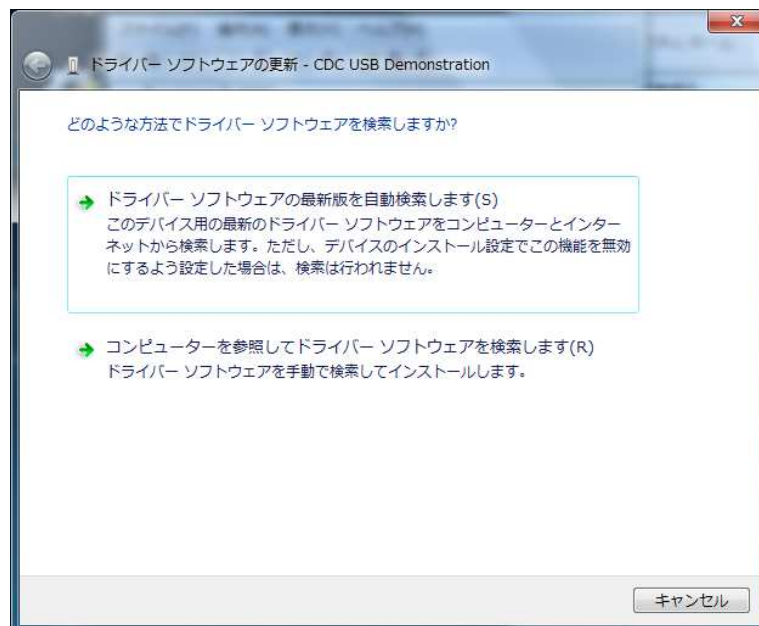 ドライバー ソフトウェアの更新 - CDC USB Demonstration
どのような方法でドライバー ソフトウェアを検索しますか?
ドライバー ソフトウェアの最新版を自動検索します(S)
このデバイス用の最新のドライバー ソフトウェアをコンピューターとインター
ネットから検索します。ただし、デバイスのインストール設定でこの機能を無効
にするよう設定した場合は、検索は行われません。
コンピューターを参照してドライバー ソフトウェアを検索します(R)
ドライバー ソフトウェアを手動で検索してインストールします。
キャンセル